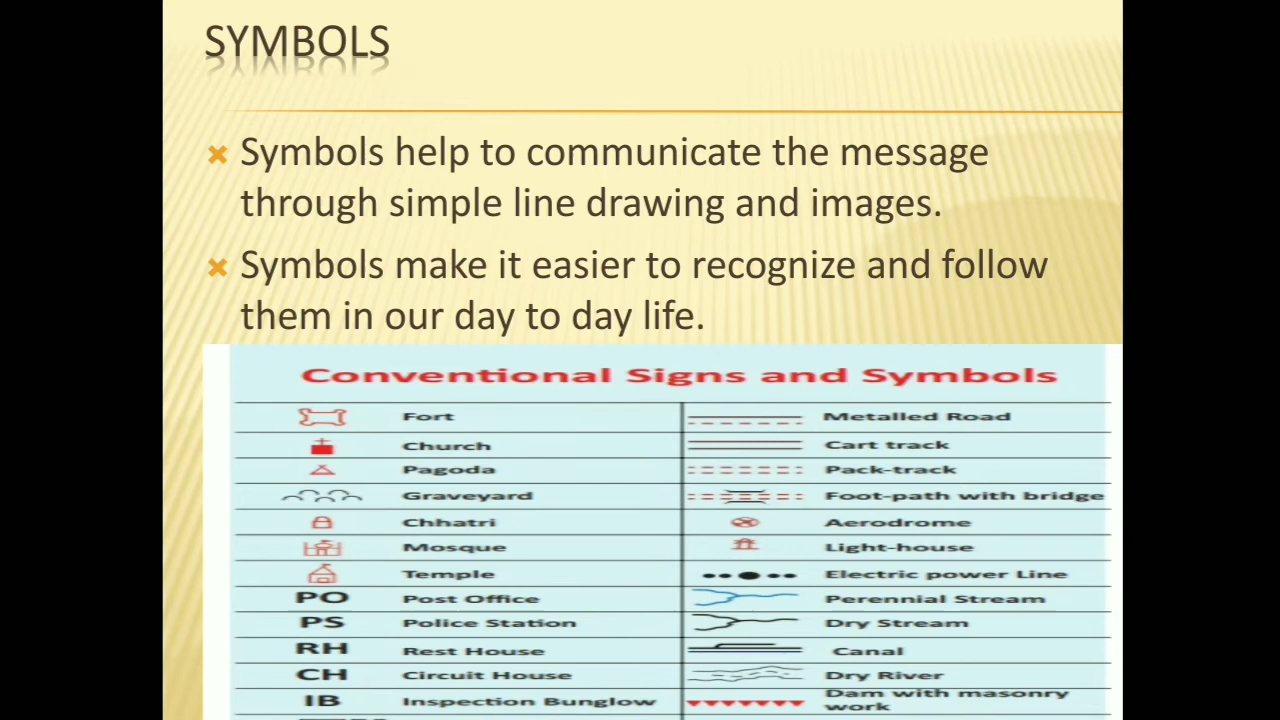 SYMBOLS
Symbols help to communicate the message
through simple line drawing and images.
Symbols make it easier to recognize and follow
them in our day to day life.
Conventional Signs and Symbols
Fort Metalled Road
Church Cart track
Pagoda Pack-track
Graveyard Foot-path with bridge
Chhatri Aerodrome
Mosque Light-house
Temple Electric power Line
PO Post Office Perennial Stream
PS Police Station Dry Stream
RH Rest House Canal
CH Circuit House Dry River
IB Inspection Bunglow Dam with masonry
work